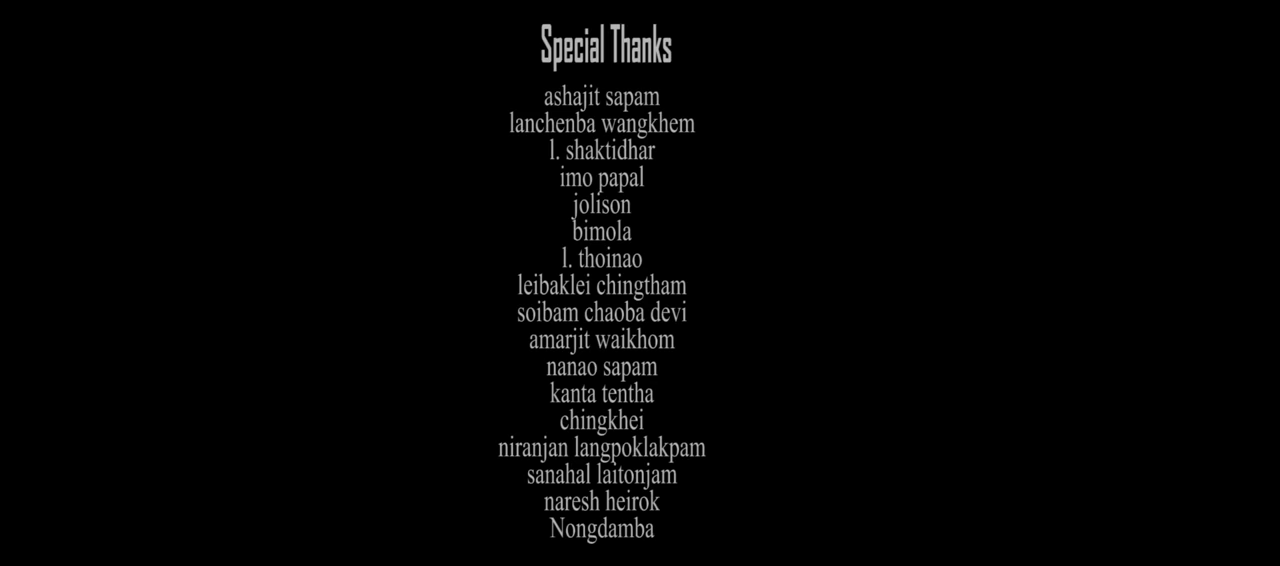 Special Thanks
ashajit sapam
lanchenba wangkhem
l. shaktidhar
imo papal
jolison
bimola
l. thoinao
leibaklei chingtham
soibam chaoba devi
amarjit waikhom
nanao sapam
kanta tentha
chingkhei
niranjan langpoklakpam
sanahal laitonjam
naresh heirok
Nongdamba